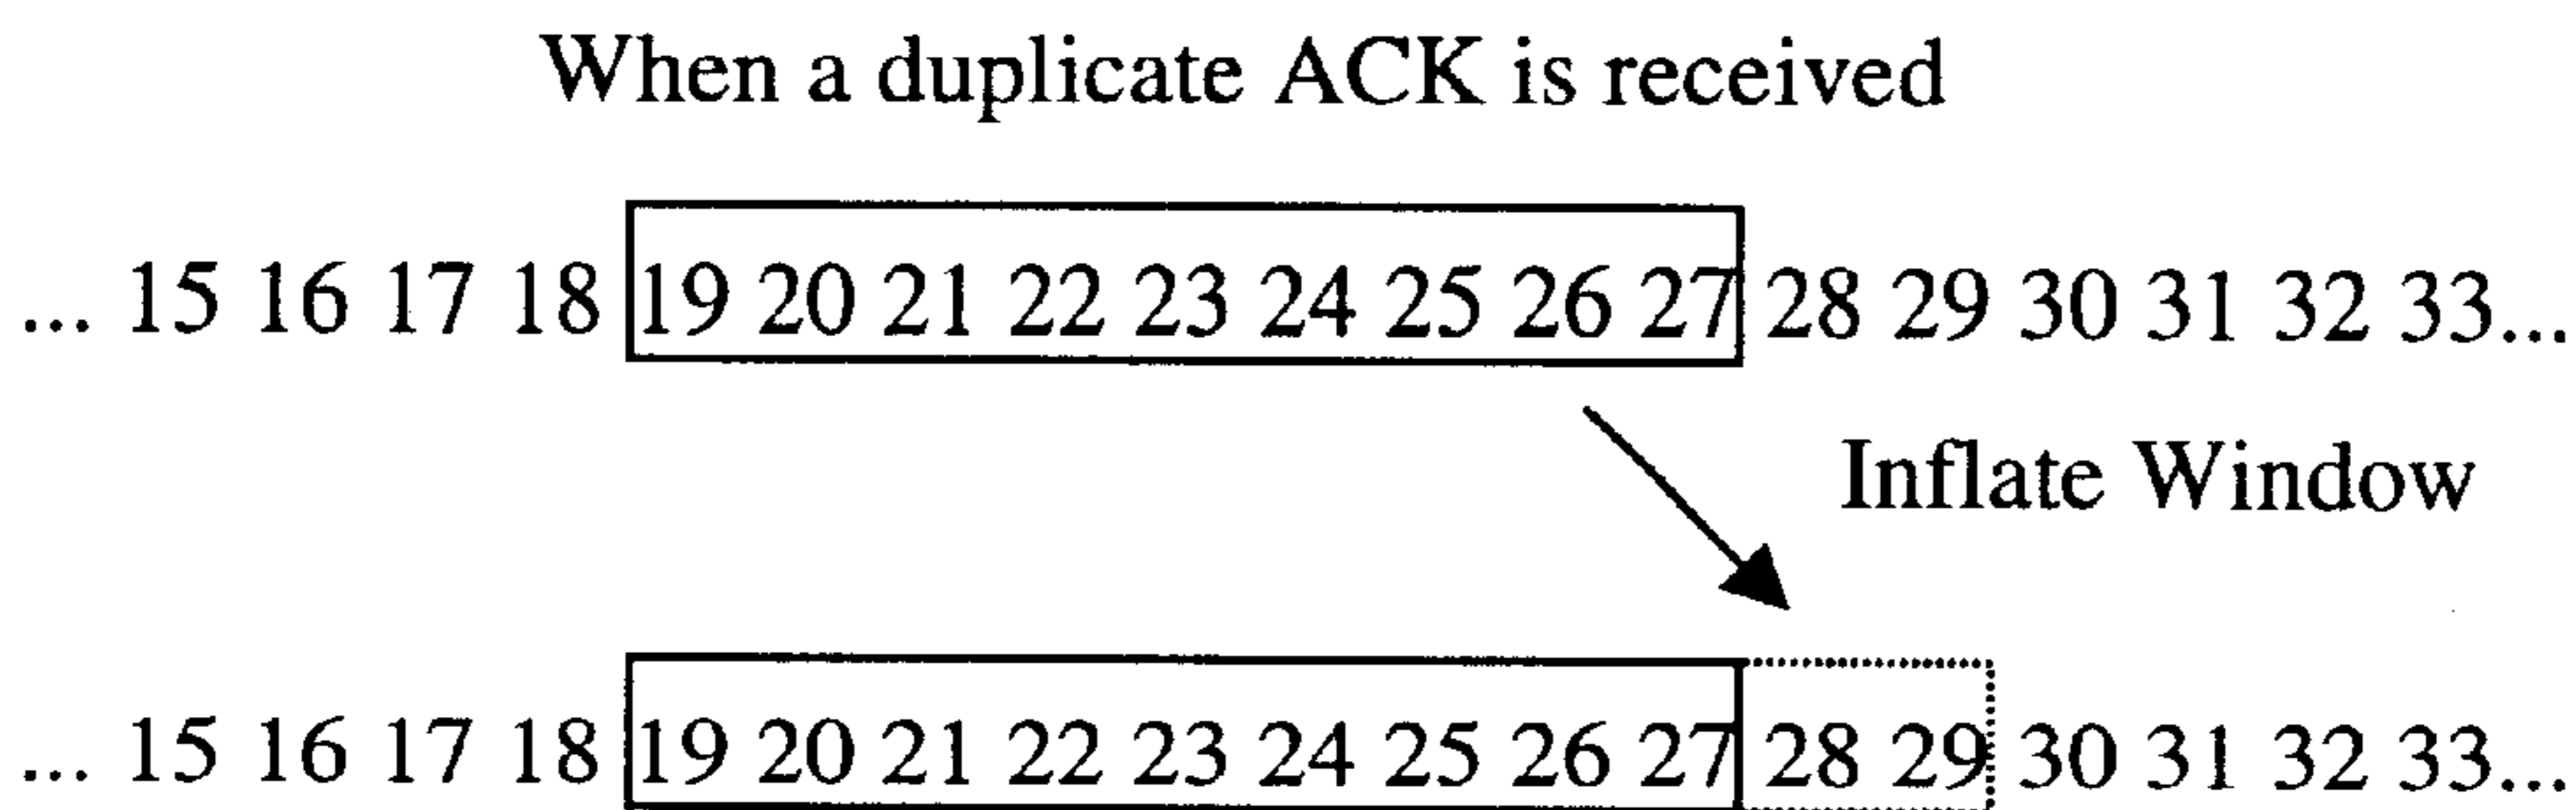 When a duplicate ACK is received
... 15 16 17 18 19 20 21 22 23 24 25 26 27 28 29 30 31 32 33...
Inflate Window
... 15 16 17 18 19 20 21 22 23 24 25 26 27 28 29 30 31 32 33...